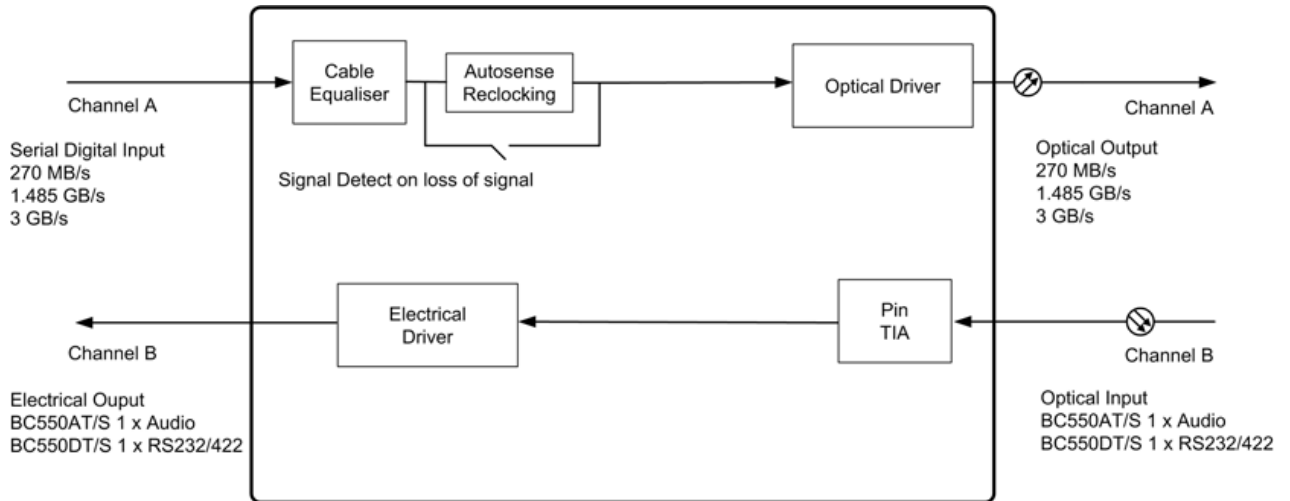 Cable
Equaliser
Autosense
Reclocking
Optical Driver
Channel A
Channel A
Serial Digital Input
270 MB/s
1.485 GB/s
3 GB/s
Signal Detect on loss of signal
Optical Output
270 MB/s
1.485 GB/s
3 GB/s
Electrical
Driver
Pin
TIA
Channel B
Channel B
Electrical Ouput
BC550AT/S 1 x Audio
BC550DT/S 1 x RS232/422
Optical Input
BC550AT/S 1 x Audio
BC550DT/S 1 x RS232/422